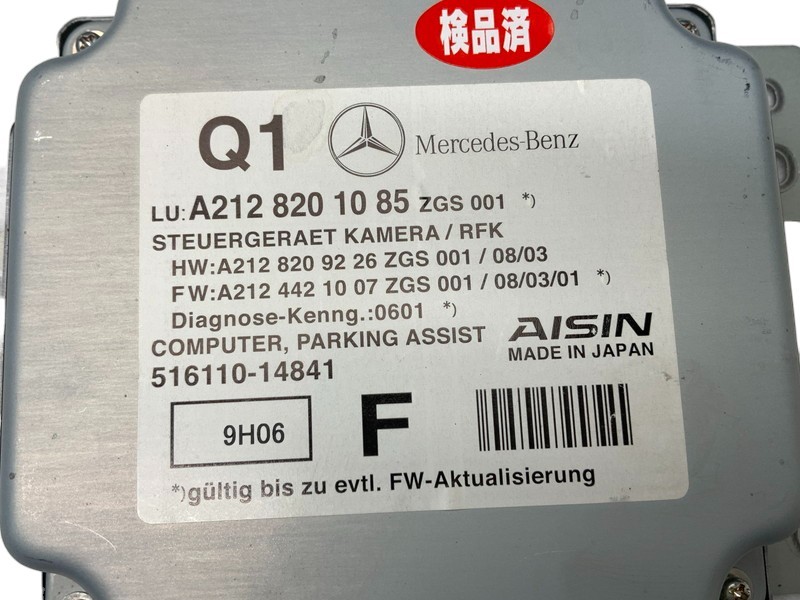 検品済
Q1 Mercedes-Benz
LU:A212 820 10 85 ZGS 001 *)
STEUERGERAET KAMERA / RFK
HW:A212 820 92 26 ZGS 001 / 08/03
FW:A212 442 10 07 ZGS 001 / 08/03/01 *)
Diagnose-Kenng.:0601 *)
COMPUTER, PARKING ASSIST
AISIN
MADE IN JAPAN
516110-14841
9H06
F
*)gültig bis zu evtl. FW-Aktualisierung